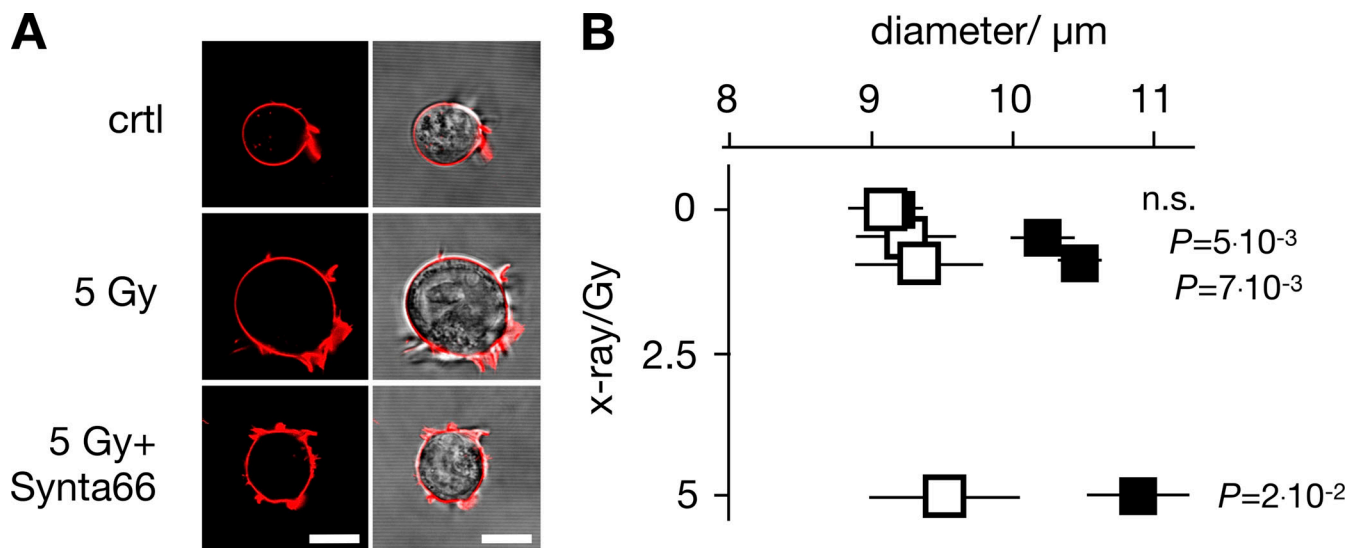 A
crtl
5 Gy
5 Gy+
Synta66
B
diameter/ µm
8 9 10 11
x-ray/Gy
0
2.5
5
n.s.
P=5·10⁻³
P=7·10⁻³
P=2·10⁻²